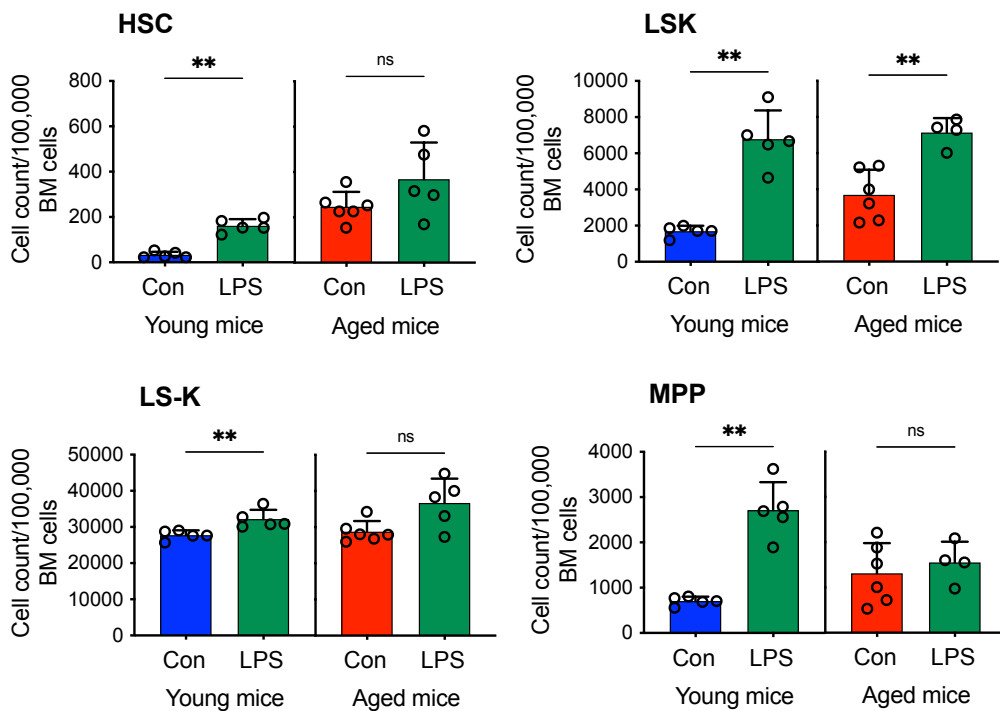 HSC
Cell count/100,000
BM cells
800
600
400
200
0
**
ns
Con
LPS
Con
LPS
Young mice
Aged mice
LSK
Cell count/100,000
BM cells
10000
8000
6000
4000
2000
0
**
**
Con
LPS
Con
LPS
Young mice
Aged mice
LS-K
Cell count/100,000
BM cells
50000
40000
30000
20000
10000
0
**
ns
Con
LPS
Con
LPS
Young mice
Aged mice
MPP
Cell count/100,000
BM cells
4000
3000
2000
1000
0
**
ns
Con
LPS
Con
LPS
Young mice
Aged mice